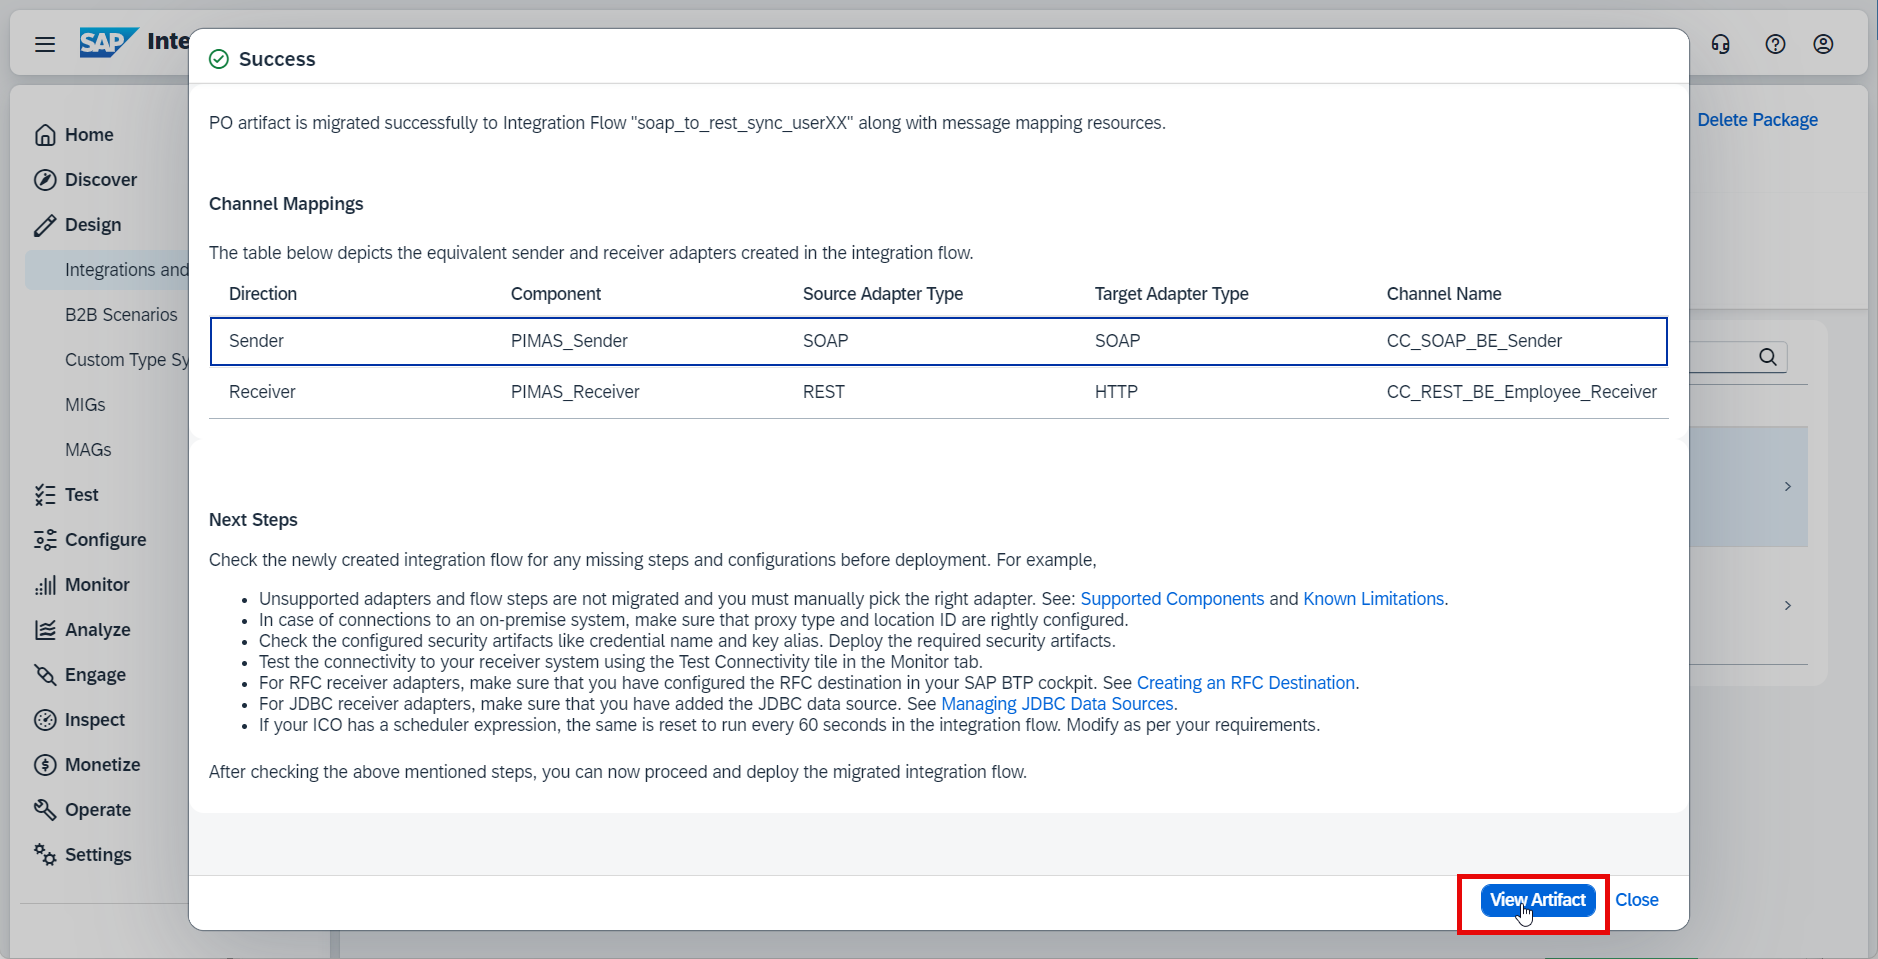 SAP Inte
Success
PO artifact is migrated successfully to Integration Flow "soap_to_rest_sync_userXX" along with message mapping resources.
Delete Package
Home
Discover
Design
Integrations and
B2B Scenarios
Custom Type Sy
MIGs
MAGs
Test
Configure
Monitor
Analyze
Engage
Inspect
Monetize
Operate
Settings
Channel Mappings
The table below depicts the equivalent sender and receiver adapters created in the integration flow.
Direction Component Source Adapter Type Target Adapter Type Channel Name
Sender PIMAS_Sender SOAP SOAP CC_SOAP_BE_Sender
Receiver PIMAS_Receiver REST HTTP CC_REST_BE_Employee_Receiver
Next Steps
Check the newly created integration flow for any missing steps and configurations before deployment. For example,
• Unsupported adapters and flow steps are not migrated and you must manually pick the right adapter. See: Supported Components and Known Limitations.
• In case of connections to an on-premise system, make sure that proxy type and location ID are rightly configured.
• Check the configured security artifacts like credential name and key alias. Deploy the required security artifacts.
• Test the connectivity to your receiver system using the Test Connectivity tile in the Monitor tab.
• For RFC receiver adapters, make sure that you have configured the RFC destination in your SAP BTP cockpit. See Creating an RFC Destination.
• For JDBC receiver adapters, make sure that you have added the JDBC data source. See Managing JDBC Data Sources.
• If your ICO has a scheduler expression, the same is reset to run every 60 seconds in the integration flow. Modify as per your requirements.
After checking the above mentioned steps, you can now proceed and deploy the migrated integration flow.
View Artifact Close